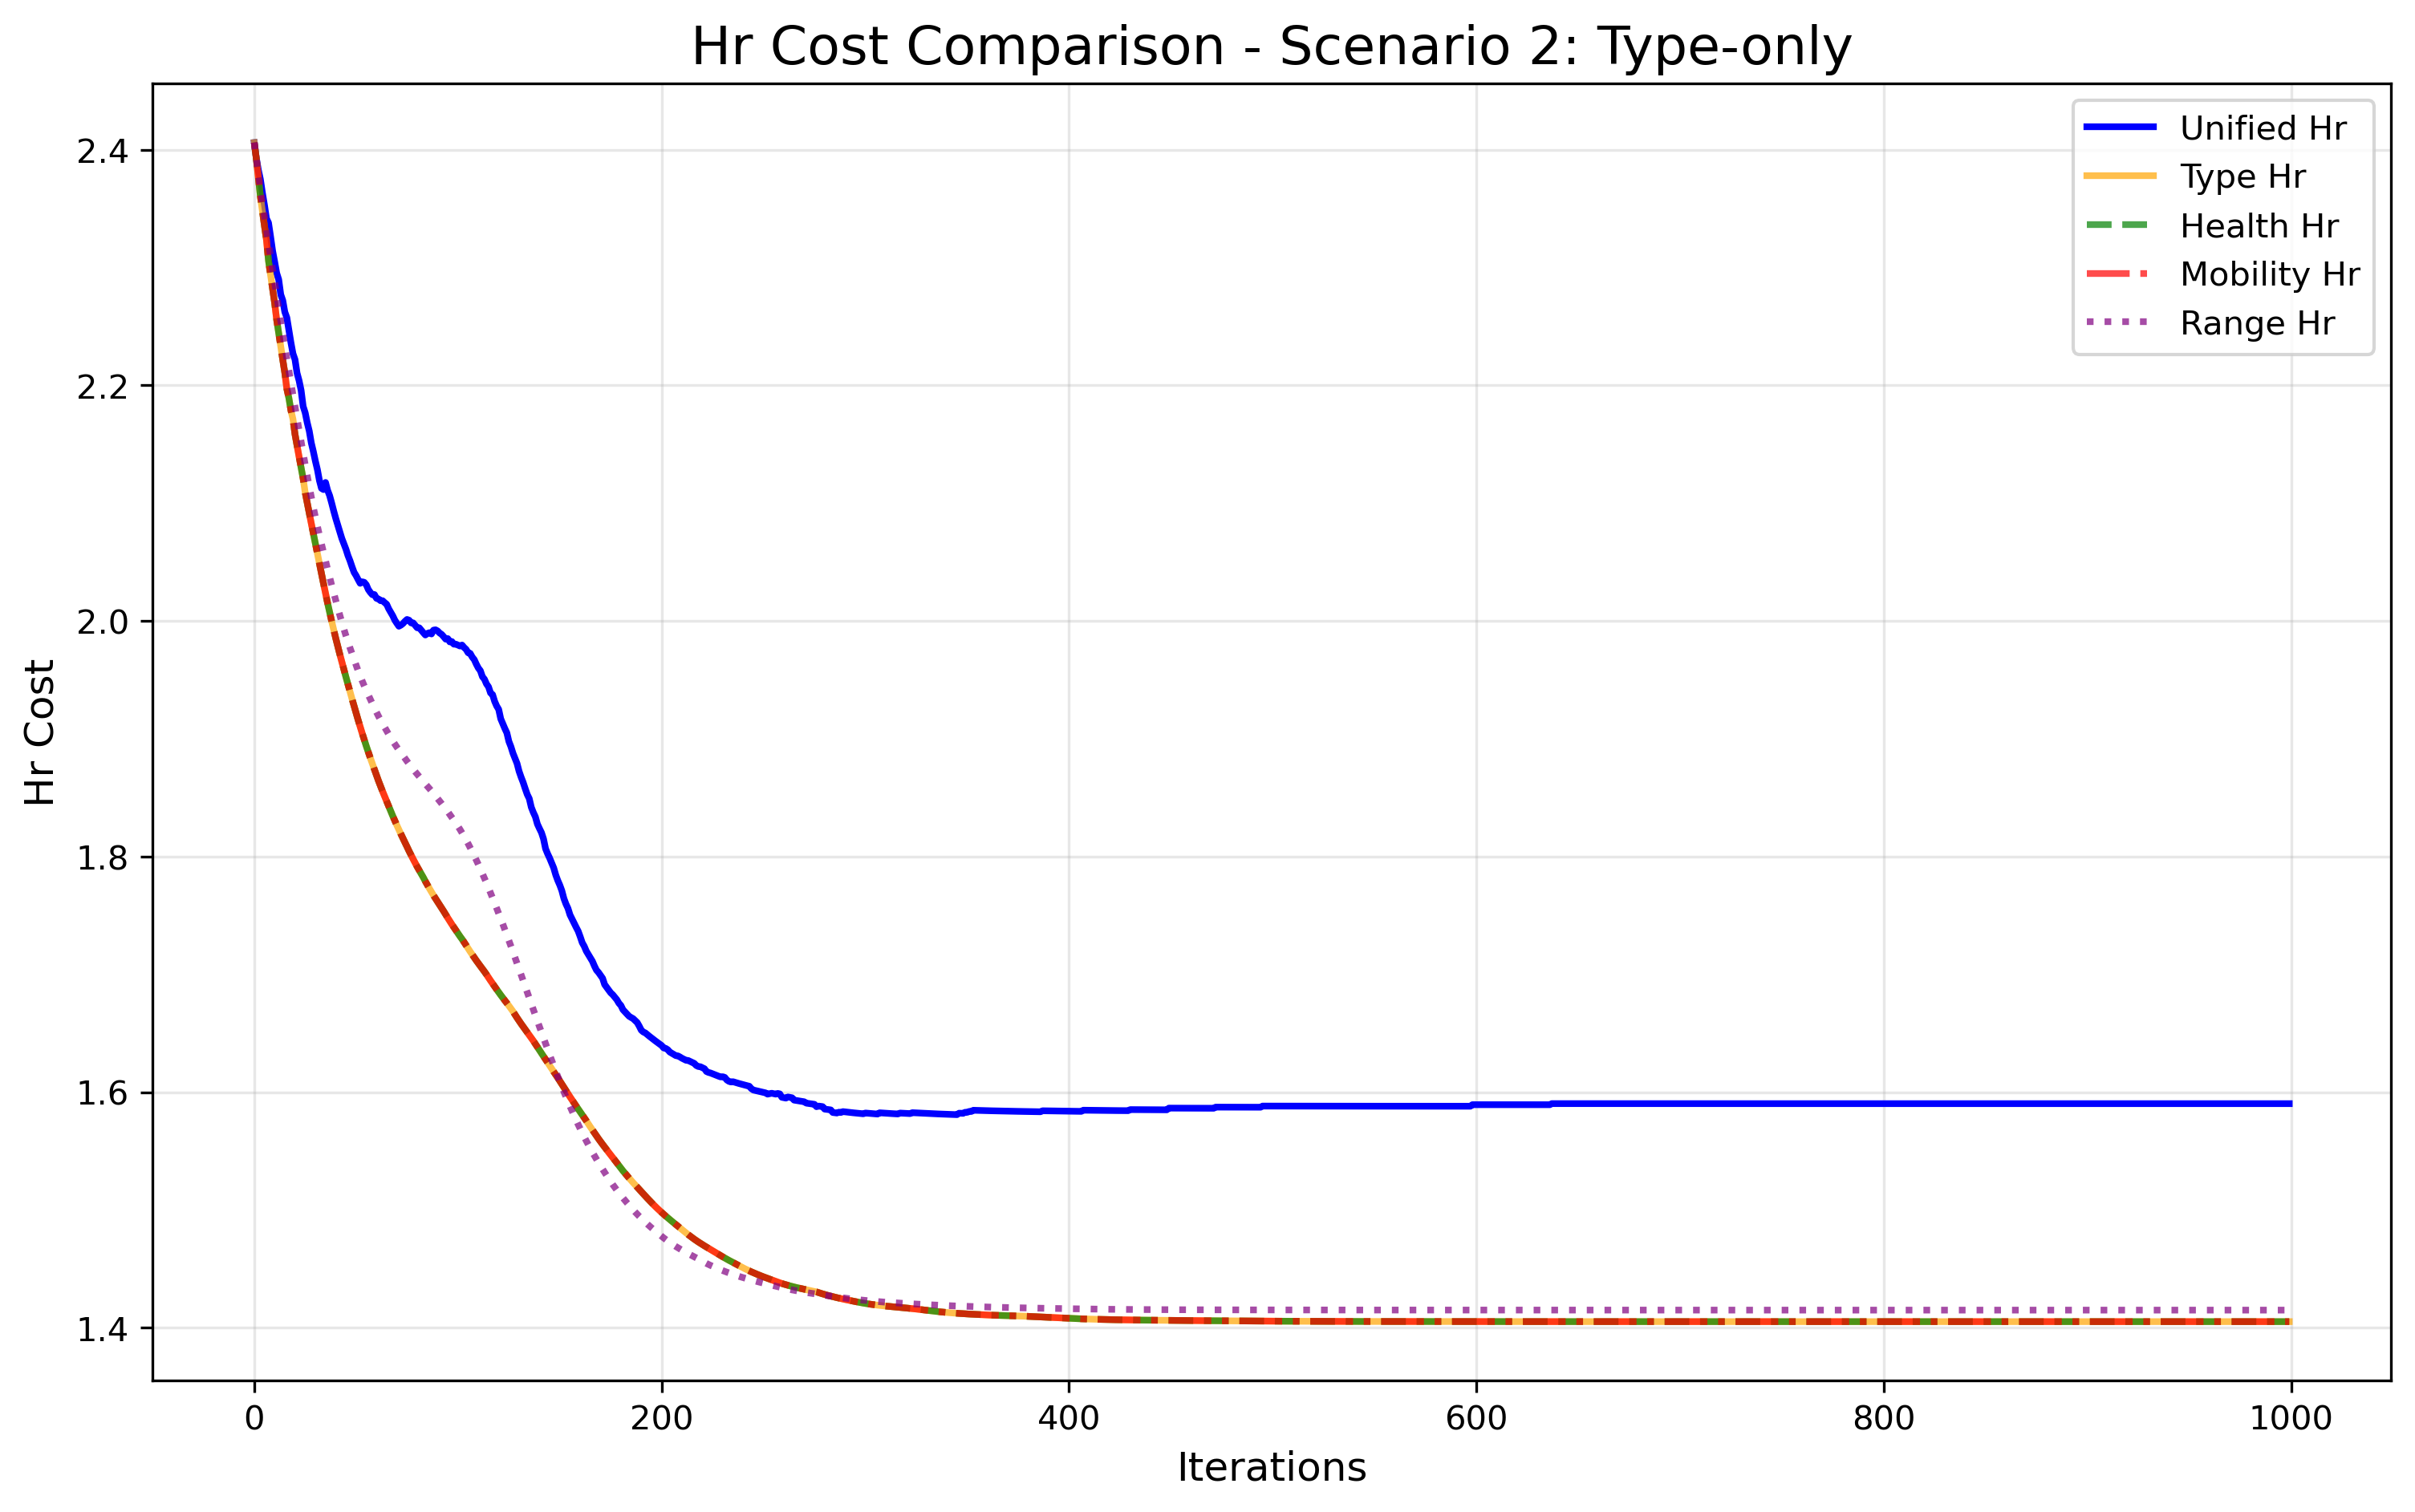 Hr Cost Comparison - Scenario 2: Type-only
Unified Hr
Type Hr
Health Hr
Mobility Hr
Range Hr
2.4
2.2
2.0
1.8
1.6
1.4
Hr Cost
0 200 400 600 800 1000
Iterations